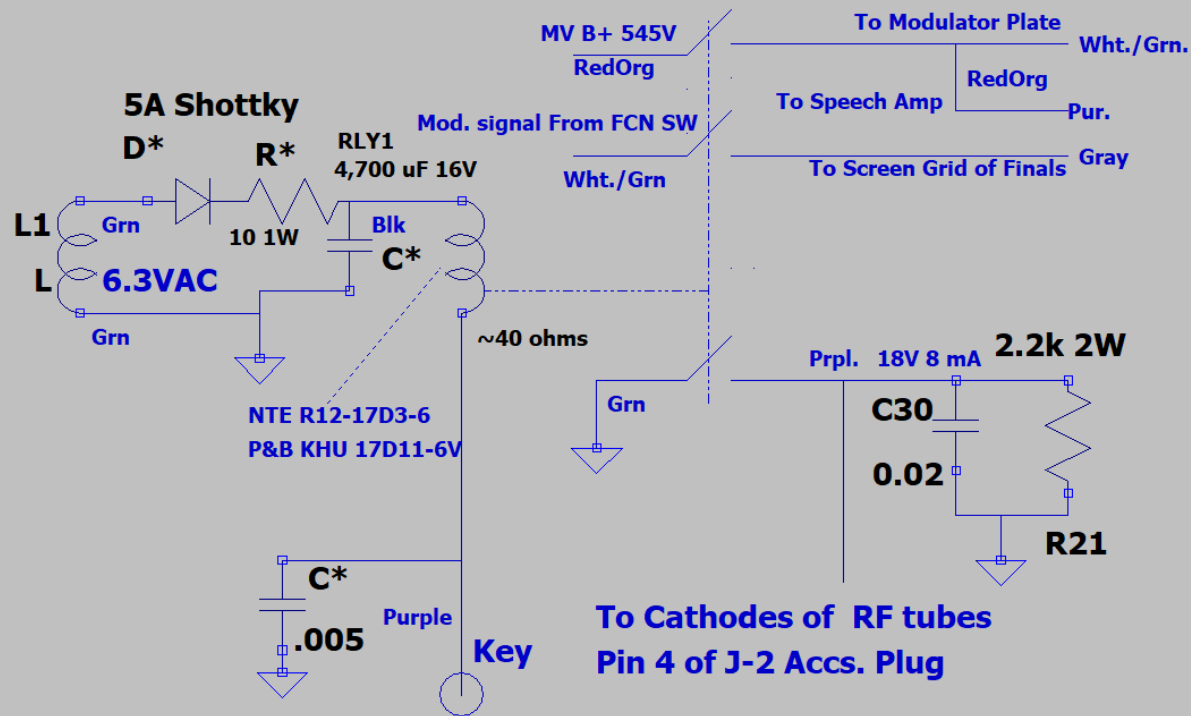 MV B+ 545V
RedOrg
To Modulator Plate
Wht./Grn.
RedOrg
To Speech Amp
Pur.
Mod. signal From FCN SW
Wht./Grn
To Screen Grid of Finals
Gray
5A Shottky
D*
R*
RLY1
4,700 uF 16V
L1
Grn
10 1W
Blk
C*
L
6.3VAC
Grn
~40 ohms
NTE R12-17D3-6
P&B KHU 17D11-6V
Grn
Prpl. 18V 8 mA
2.2k 2W
C30
0.02
R21
C*
.005
Purple
Key
To Cathodes of RF tubes
Pin 4 of J-2 Accs. Plug